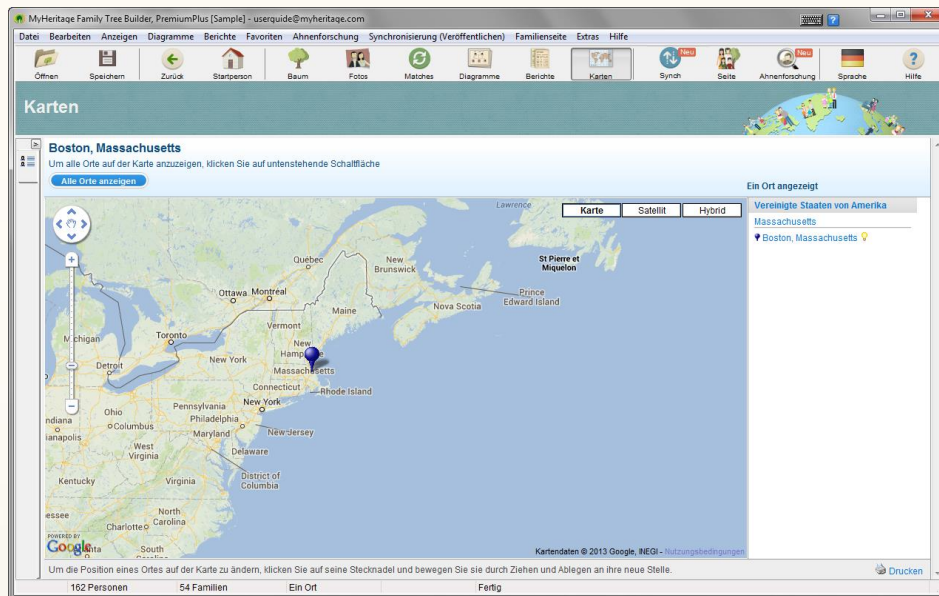 MyHeritage Family Tree Builder, PremiumPlus [Sample] - userguide@myheritage.com
Datei Bearbeiten Anzeigen Diagramme Berichte Favoriten Ahnenforschung Synchronisierung (Veröffentlichen) Familienseite Extras Hilfe
Neu Neu
Öffnen Speichern Zurück Startperson Baum Fotos Matches Diagramme Berichte Karten Synch Seite Ahnenforschung Sprache Hilfe
Karten
Boston, Massachusetts
Um alle Orte auf der Karte anzuzeigen, klicken Sie auf untenstehende Schaltfläche
Alle Orte anzeigen
Ein Ort angezeigt
Vereinigte Staaten von Amerika
Massachusetts
Boston, Massachusetts
Karte Satellit Hybrid
Lawrence
Québec
New
Brunswick
St Pierre et
Miquelon
Ottawa Montreal
Prince
Edward Island
Maine
Nova Scotia
Vermont
Toronto
Michigan
New
Hampshire
New York
Detroit
Massachusetts
Connecticut
Rhode Island
New York
Pennsylvania
Ohio
Philadelphia
Columbus
Maryland
New Jersey
West
Virginia
Delaware
District of
Columbia
Kentucky
Virginia
North
Carolina
Charlotte
South
POWERED BY
Google
Kartendaten © 2013 Google, INEGI - Nutzungsbedingungen
Um die Position eines Ortes auf der Karte zu ändern, klicken Sie auf seine Stecknadel und bewegen Sie sie durch Ziehen und Ablegen an ihre neue Stelle.
Drucken
162 Personen 54 Familien Ein Ort Fertig